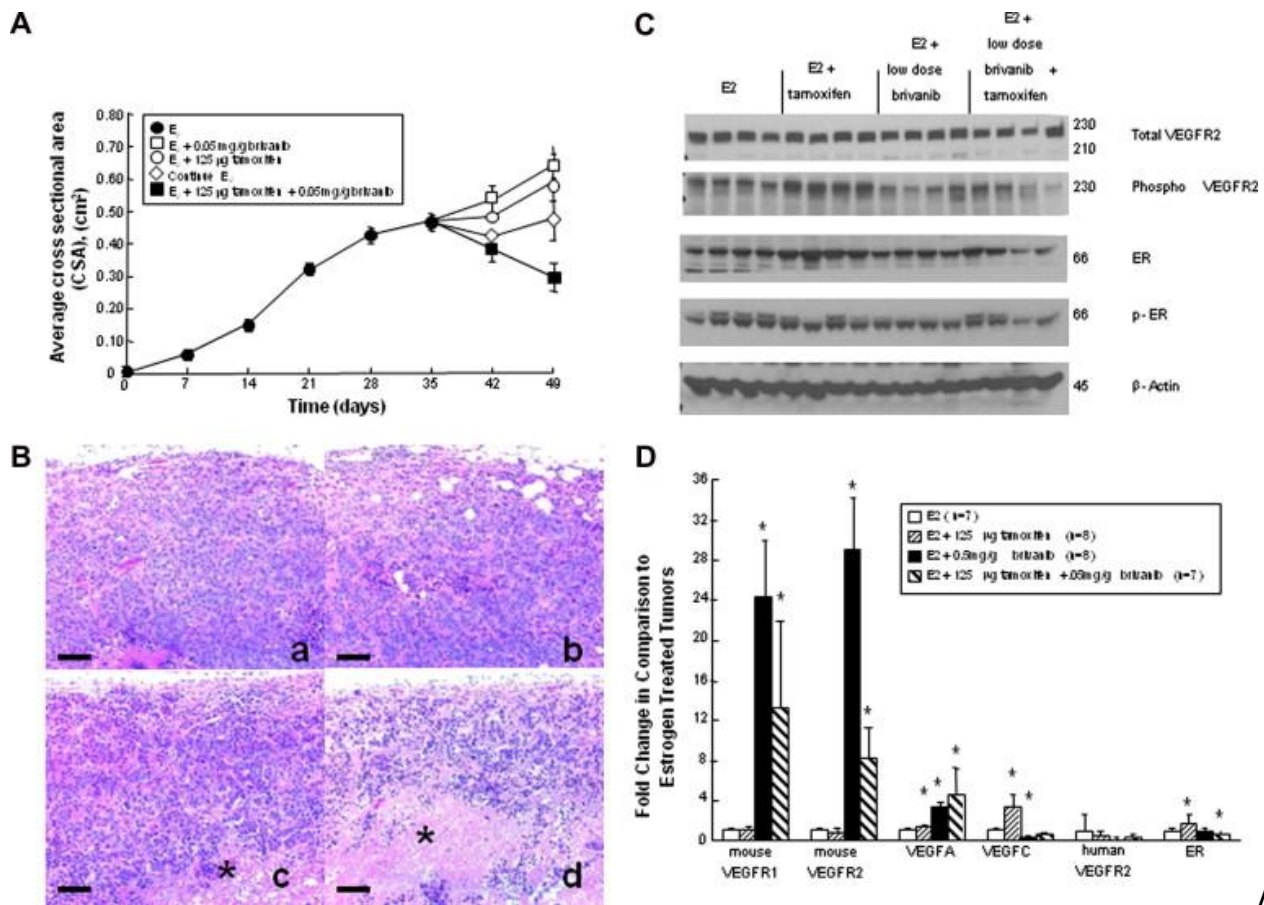 A
Average cross sectional area
(CSA), (cm²)
0.80
0.70
0.60
0.50
0.40
0.30
0.20
0.10
0.00
E₂
E₂ + 0.05mg/gbrivanib
E₂ + 125 µg tamoxifen
Continue E₂
E₂ + 125 µg tamoxifen + 0.05mg/gbrivanib
0 7 14 21 28 35 42 49
Time (days)
B
a
b
* c
* d
C
E2
E2 +
tamoxifen
E2 +
low dose
brivanib
E2 +
low dose
brivanib +
tamoxifen
230
210
Total VEGFR2
230 Phospho VEGFR2
66 ER
66 p-ER
45 β-Actin
D
Fold Change in Comparison to
Estrogen Treated Tumors
36
32
28
24
20
16
12
8
4
0
E2 (n=7)
E2 + 125 µg tamoxifen (n=8)
E2 + 0.5mg/g brivanib (n=8)
E2 + 125 µg tamoxifen +.05mg/g brivanib (n=7)
* * * * * * * * * * *
mouse
VEGFR1
mouse
VEGFR2
VEGFA
VEGFC
human
VEGFR2
ER